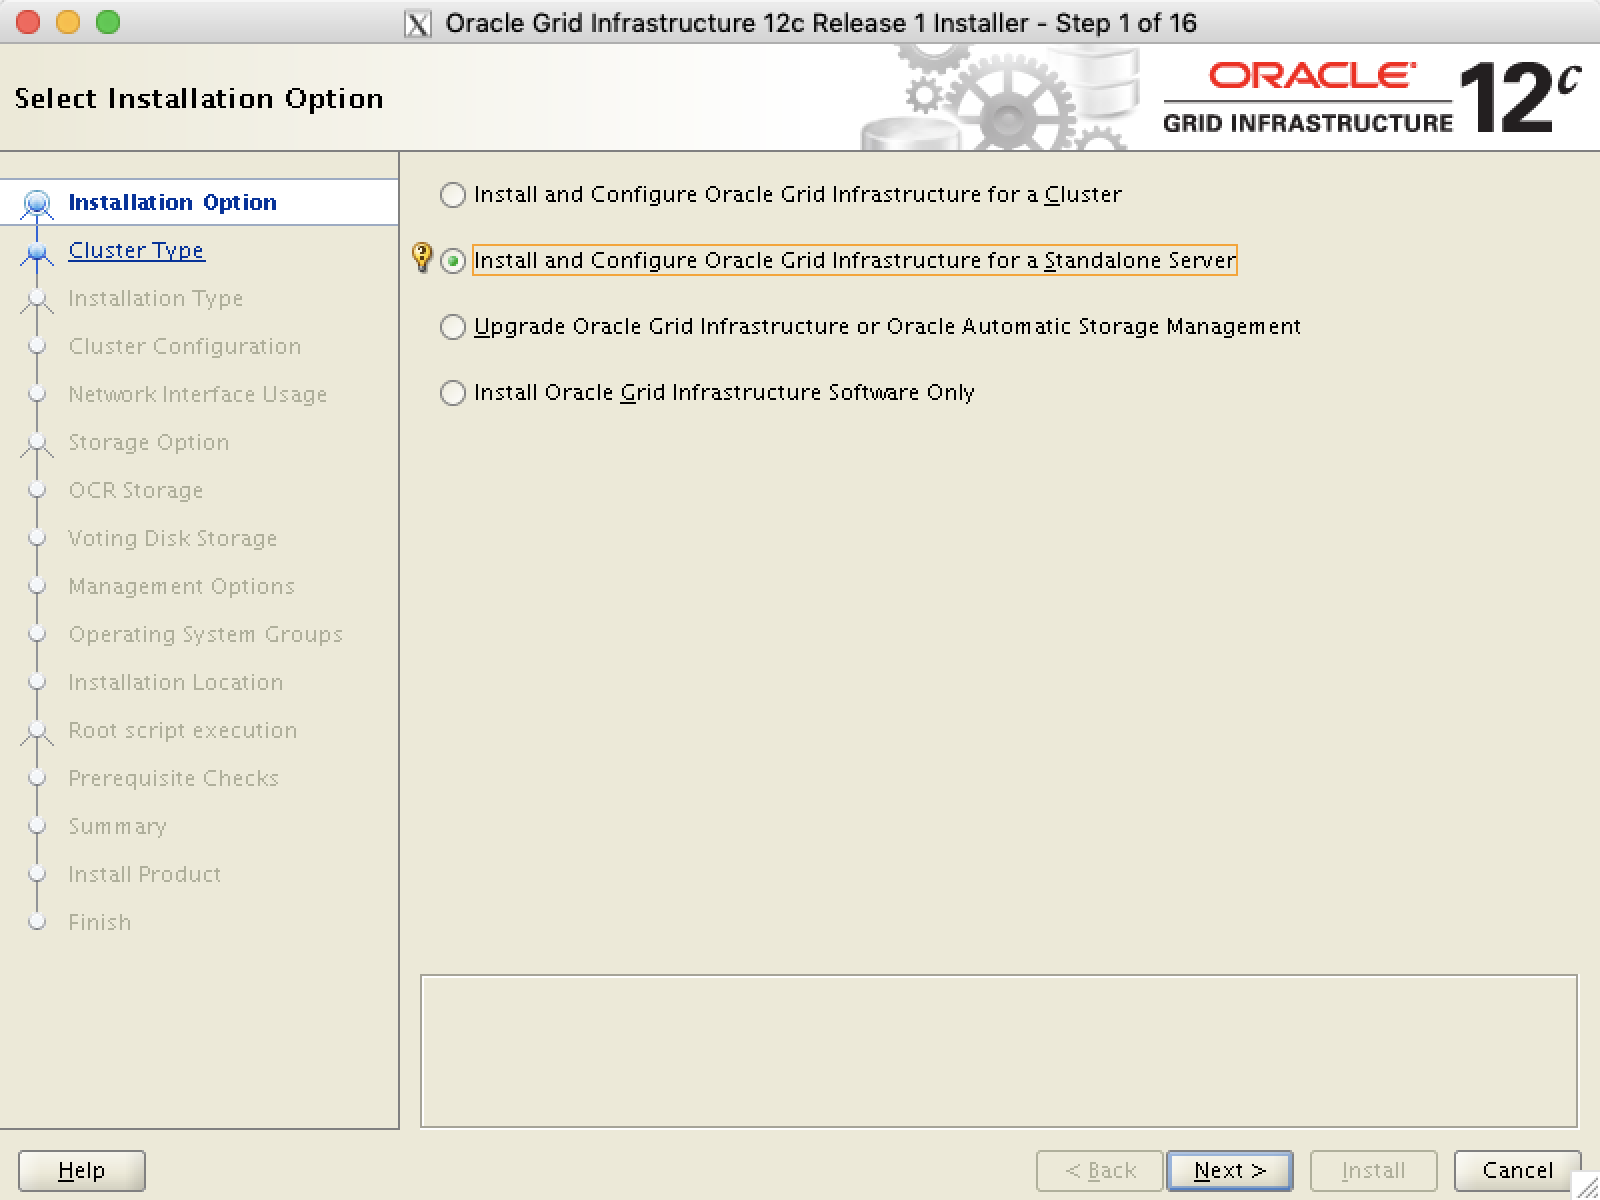 Oracle Grid Infrastructure 12c Release 1 Installer - Step 1 of 16
Select Installation Option
ORACLE
GRID INFRASTRUCTURE
12c
Installation Option
Cluster Type
Installation Type
Cluster Configuration
Network Interface Usage
Storage Option
OCR Storage
Voting Disk Storage
Management Options
Operating System Groups
Installation Location
Root script execution
Prerequisite Checks
Summary
Install Product
Finish
Install and Configure Oracle Grid Infrastructure for a Cluster
Install and Configure Oracle Grid Infrastructure for a Standalone Server
Upgrade Oracle Grid Infrastructure or Oracle Automatic Storage Management
Install Oracle Grid Infrastructure Software Only
Help
< Back
Next >
Install
Cancel